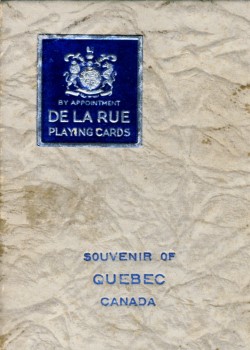 BY APPOINTMENT
DE LA RUE
PLAYING CARDS
SOUVENIR OF
QUEBEC
CANADA